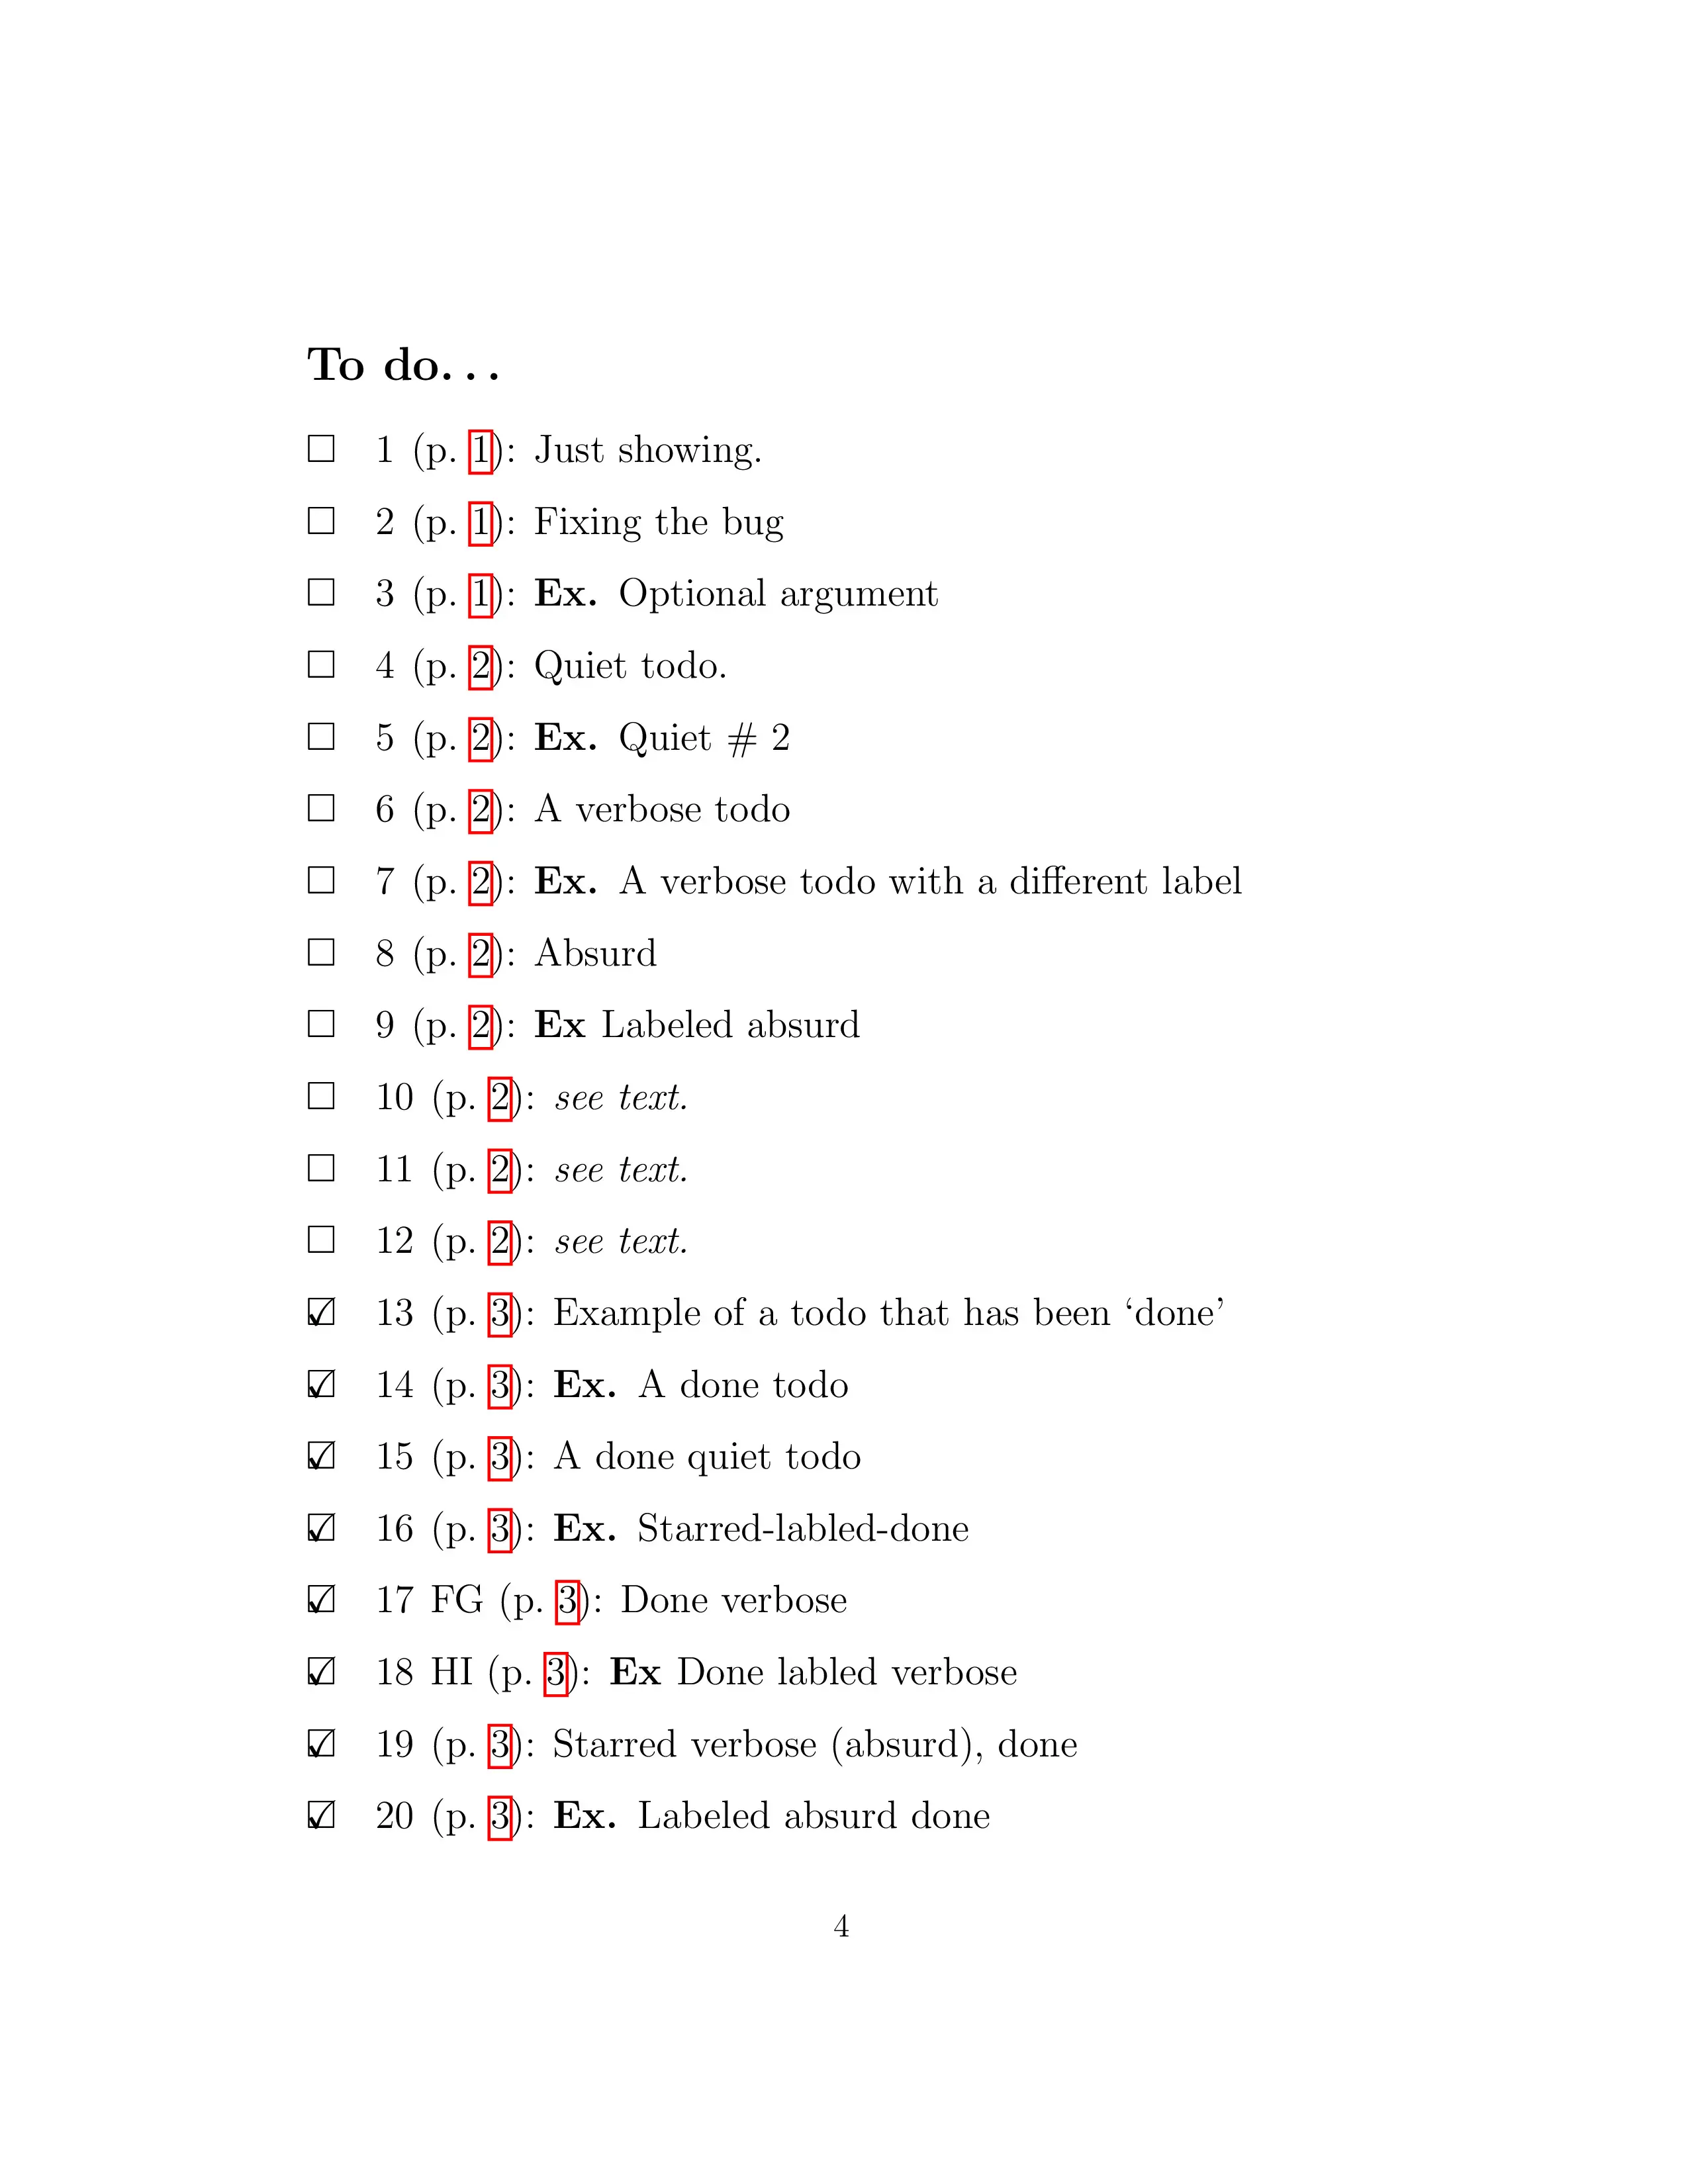 To do. . .
☐ 1 (p. 1): Just showing.
☐ 2 (p. 1): Fixing the bug
☐ 3 (p. 1): Ex. Optional argument
☐ 4 (p. 2): Quiet todo.
☐ 5 (p. 2): Ex. Quiet # 2
☐ 6 (p. 2): A verbose todo
☐ 7 (p. 2): Ex. A verbose todo with a different label
☐ 8 (p. 2): Absurd
☐ 9 (p. 2): Ex Labeled absurd
☐ 10 (p. 2): see text.
☐ 11 (p. 2): see text.
☐ 12 (p. 2): see text.
☑ 13 (p. 3): Example of a todo that has been ‘done’
☑ 14 (p. 3): Ex. A done todo
☑ 15 (p. 3): A done quiet todo
☑ 16 (p. 3): Ex. Starred-labled-done
☑ 17 FG (p. 3): Done verbose
☑ 18 HI (p. 3): Ex Done labled verbose
☑ 19 (p. 3): Starred verbose (absurd), done
☑ 20 (p. 3): Ex. Labeled absurd done
4